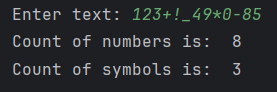 Enter text: 123+!_49*0-85
Count of numbers is:  8
Count of symbols is:  3